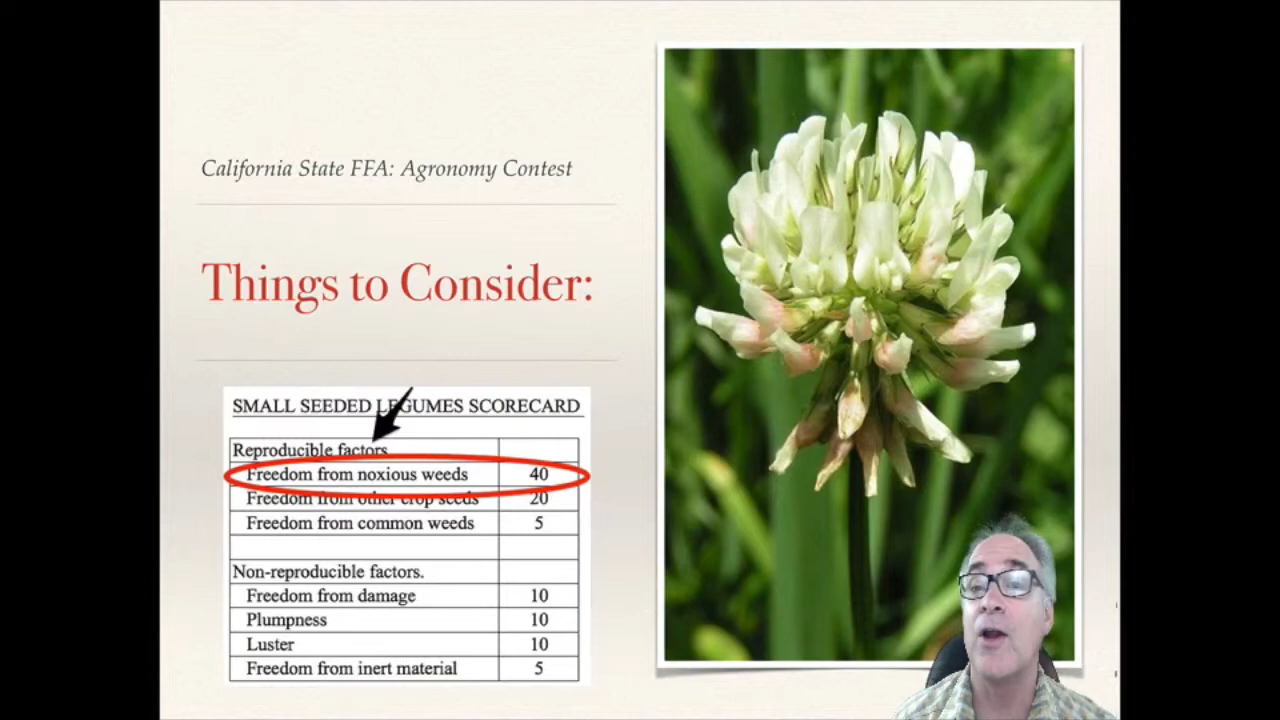 California State FFA: Agronomy Contest
Things to Consider:
SMALL SEEDED LEGUMES SCORECARD
Reproducible factors
Freedom from noxious weeds 40
Freedom from other crop seeds 20
Freedom from common weeds 5
Non-reproducible factors.
Freedom from damage 10
Plumpness 10
Luster 10
Freedom from inert material 5